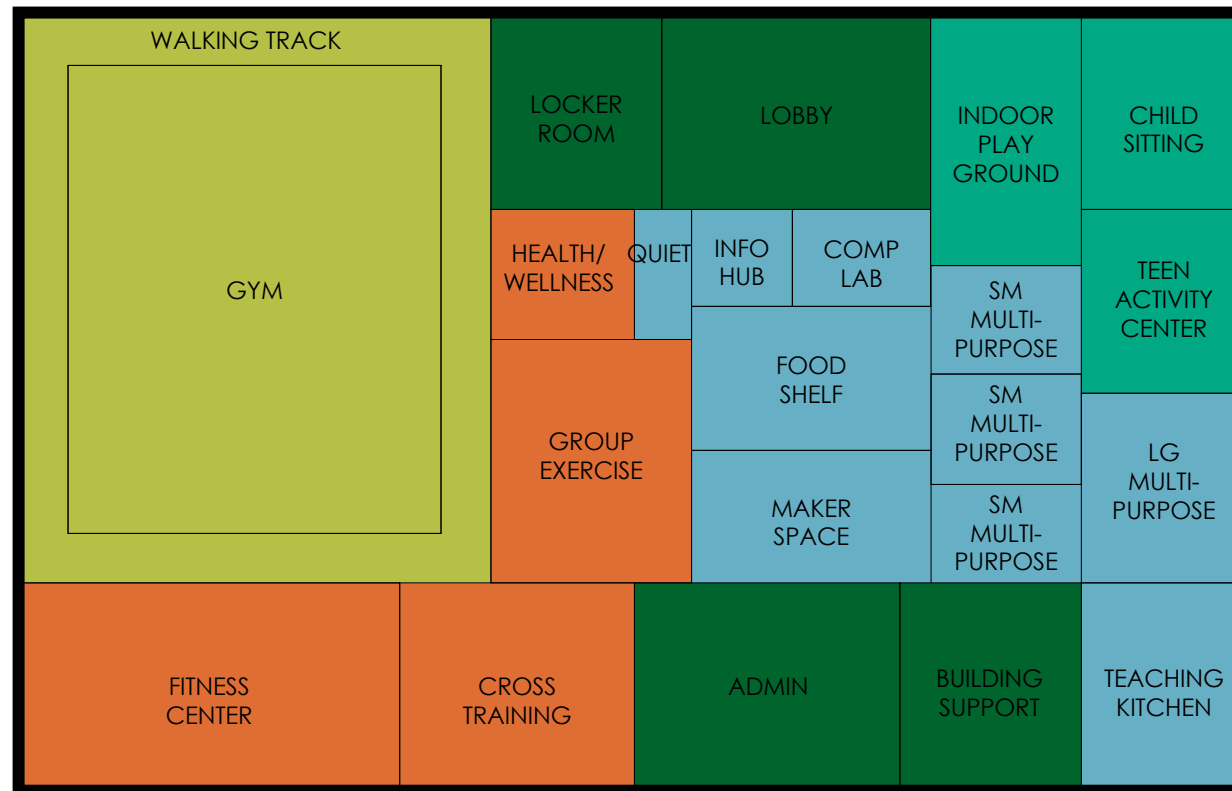 WALKING TRACK
GYM
LOCKER
ROOM
LOBBY
INDOOR
PLAY
GROUND
CHILD
SITTING
HEALTH/
WELLNESS
QUIET
INFO
HUB
COMP
LAB
TEEN
ACTIVITY
CENTER
SM
MULTI-
PURPOSE
FOOD
SHELF
SM
MULTI-
PURPOSE
GROUP
EXERCISE
LG
MULTI-
PURPOSE
MAKER
SPACE
SM
MULTI-
PURPOSE
FITNESS
CENTER
CROSS
TRAINING
ADMIN
BUILDING
SUPPORT
TEACHING
KITCHEN